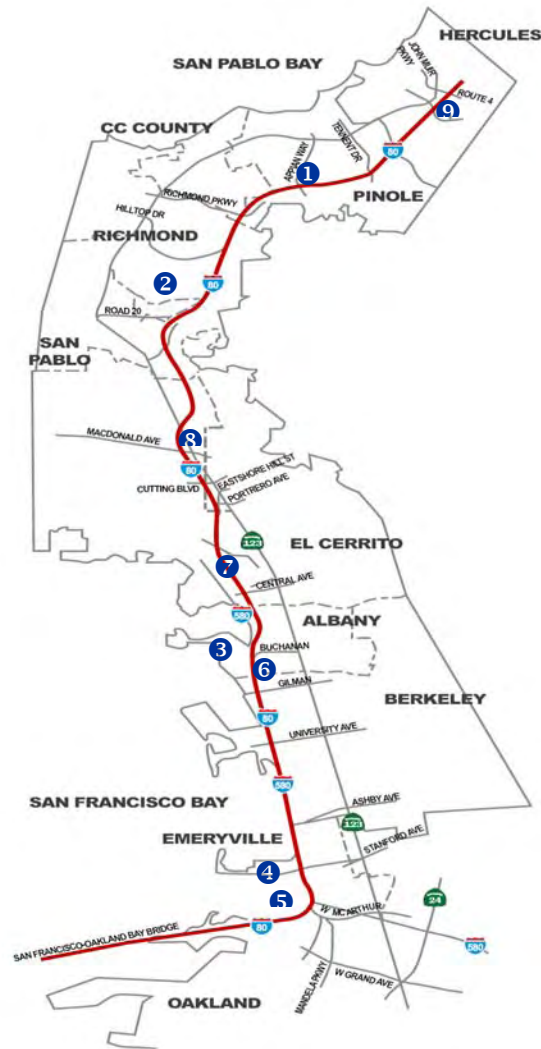 HERCULES
SAN PABLO BAY
JOHN MUIR
PKWY
ROUTE 4
9
CC COUNTY
APPIAN WAY
TENNENT DR
80
1
PINOLE
RICHMOND PKWY
HILLTOP DR
RICHMOND
2
80
ROAD 20
SAN
PABLO
MACDONALD AVE
8
80
EASTSHORE HILL ST
CUTTING BLVD
PORTRERO AVE
123
EL CERRITO
7
CENTRAL AVE
580
ALBANY
3
BUCHANAN
6
GILMAN
BERKELEY
80
UNIVERSITY AVE
580
SAN FRANCISCO BAY
ASHBY AVE
123
EMERYVILLE
STANFORD AVE
4
5
24
W MCARTHUR
80
SAN FRANCISCO-OAKLAND BAY BRIDGE
580
MANDELA PKWY
W GRAND AVE
OAKLAND